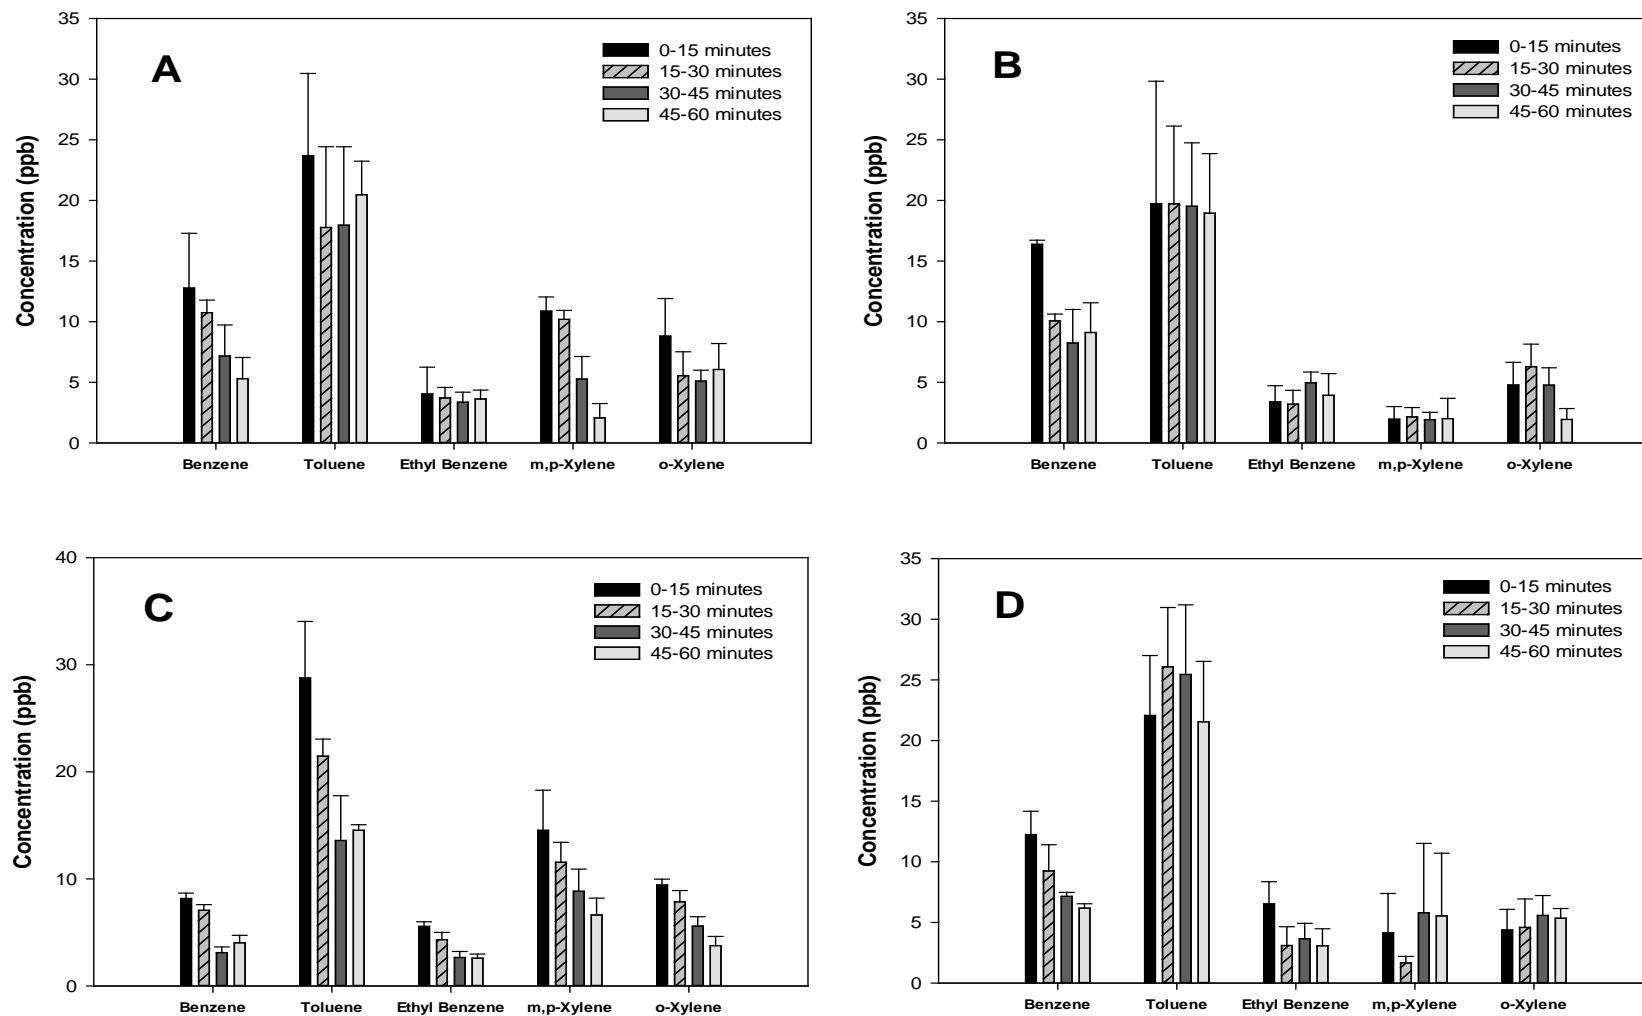 A
0-15 minutes
15-30 minutes
30-45 minutes
45-60 minutes
Concentration (ppb)
35
30
25
20
15
10
5
0
Benzene Toluene Ethyl Benzene m,p-Xylene o-Xylene
B
0-15 minutes
15-30 minutes
30-45 minutes
45-60 minutes
Concentration (ppb)
35
30
25
20
15
10
5
0
Benzene Toluene Ethyl Benzene m,p-Xylene o-Xylene
C
0-15 minutes
15-30 minutes
30-45 minutes
45-60 minutes
Concentration (ppb)
40
30
20
10
0
Benzene Toluene Ethyl Benzene m,p-Xylene o-Xylene
D
0-15 minutes
15-30 minutes
30-45 minutes
45-60 minutes
Concentration (ppb)
35
30
25
20
15
10
5
0
Benzene Toluene Ethyl Benzene m,p-Xylene o-Xylene